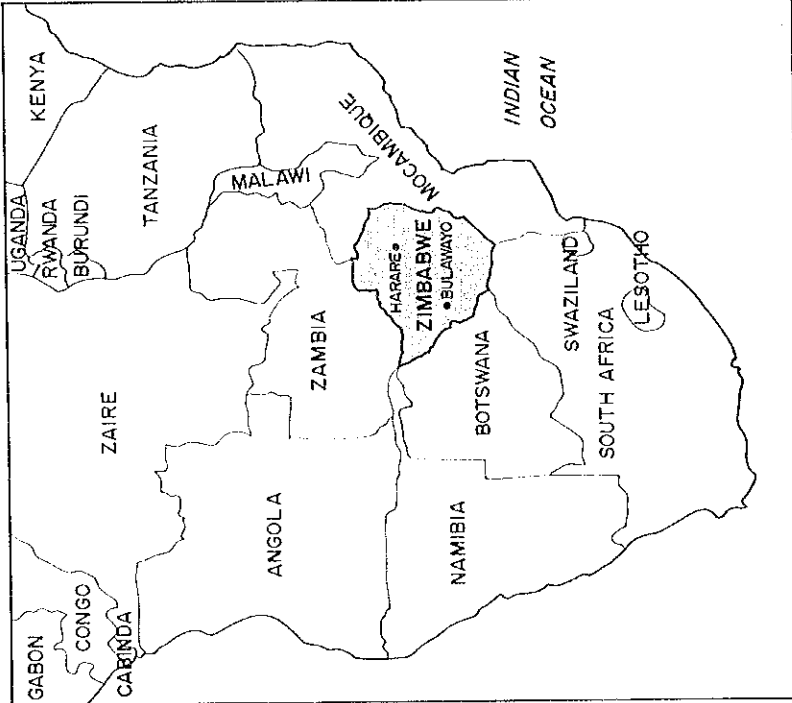 UGANDA
KENYA
RWANDA
BURUNDI
GABON
CONGO
CABINDA
ZAIRE
TANZANIA
MALAWI
ANGOLA
ZAMBIA
MOCAMBIQUE
HARARE
ZIMBABWE
BULAWAYO
INDIAN
OCEAN
NAMIBIA
BOTSWANA
SWAZILAND
SOUTH AFRICA
LESOTHO